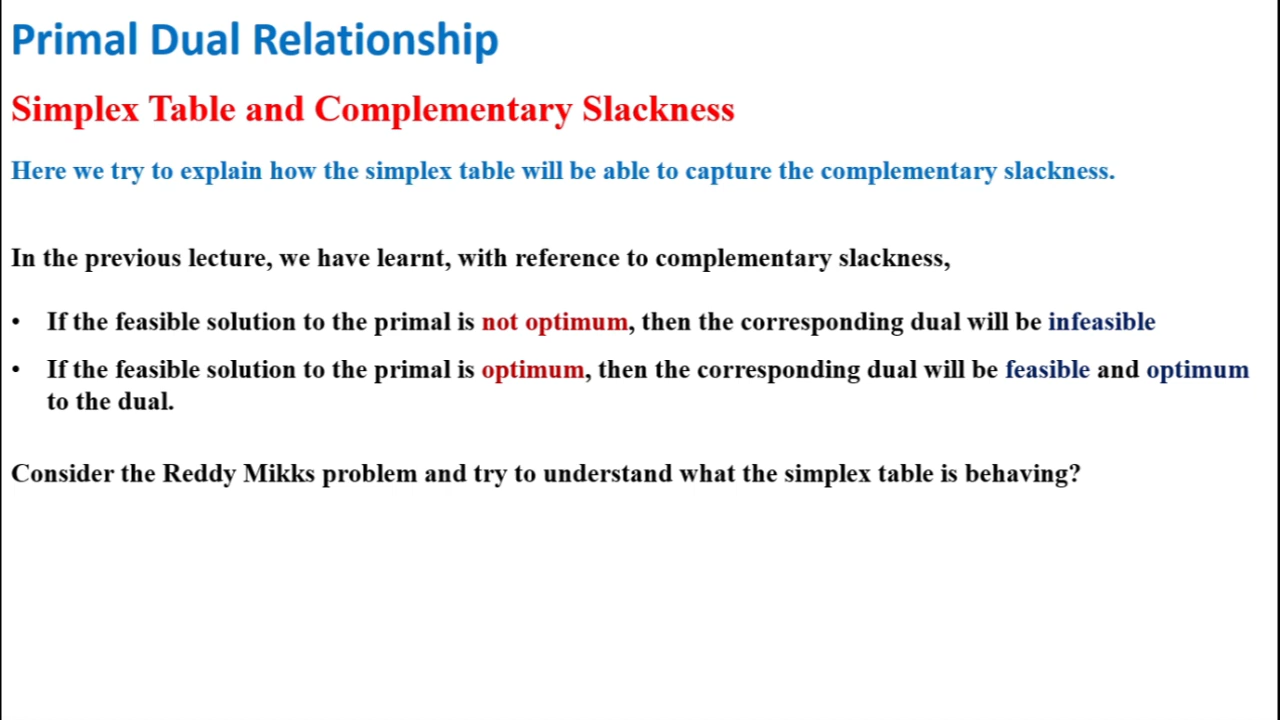 Primal Dual Relationship
Simplex Table and Complementary Slackness
Here we try to explain how the simplex table will be able to capture the complementary slackness.
In the previous lecture, we have learnt, with reference to complementary slackness,
• If the feasible solution to the primal is not optimum, then the corresponding dual will be infeasible
• If the feasible solution to the primal is optimum, then the corresponding dual will be feasible and optimum
to the dual.
Consider the Reddy Mikks problem and try to understand what the simplex table is behaving?